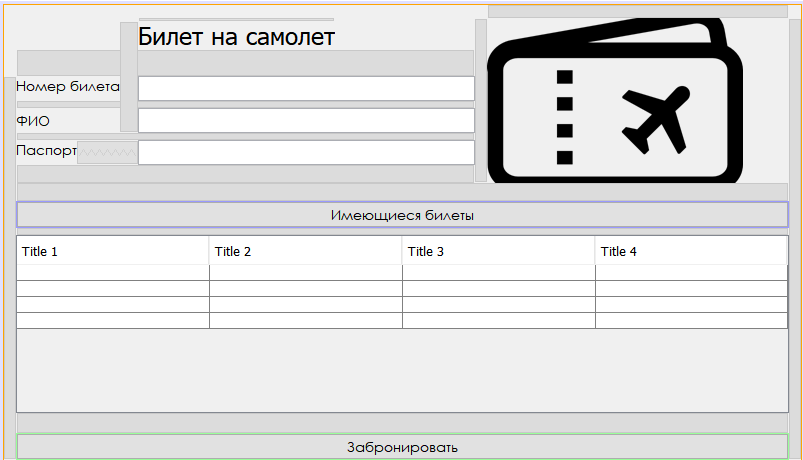 Билет на самолет
Номер билета
ФИО
Паспорт
Имеющиеся билеты
Title 1 Title 2 Title 3 Title 4
Забронировать